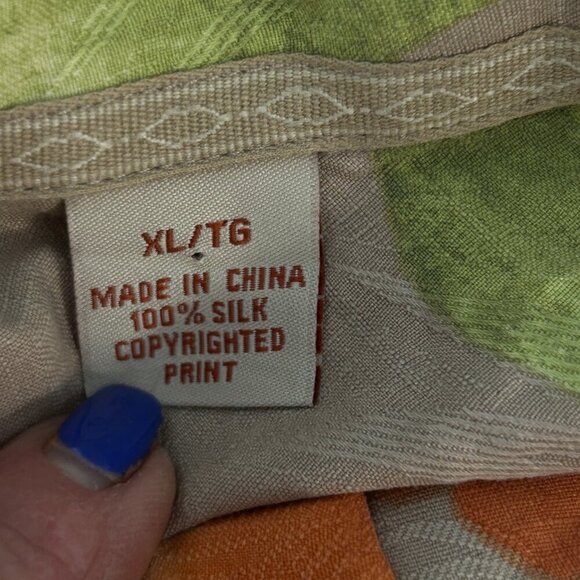 XL/TG
MADE IN CHINA
100% SILK
COPYRIGHTED
PRINT